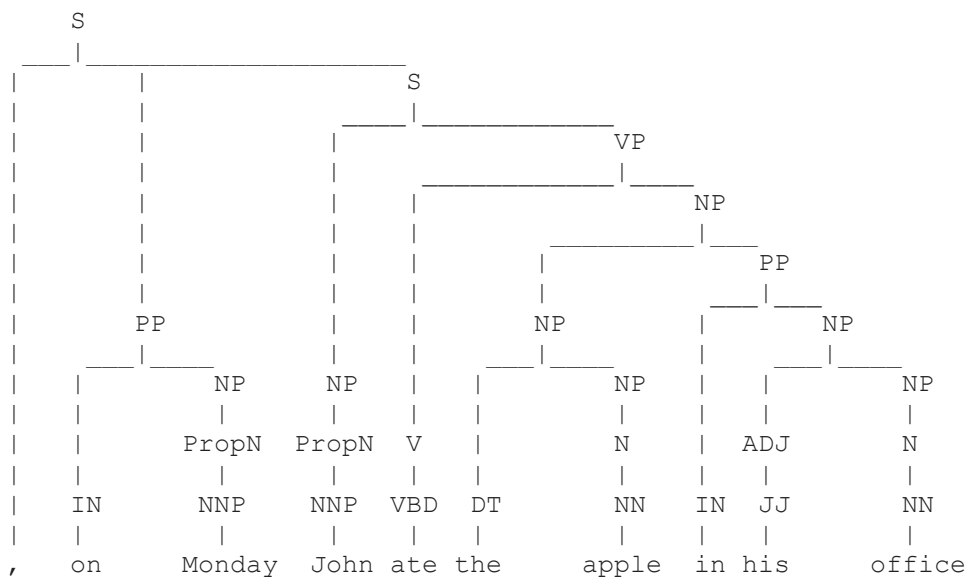 S
S
VP
NP
PP
PP NP NP
NP NP NP NP
PropN PropN V N ADJ N
IN NNP NNP VBD DT NN IN JJ NN
, on Monday John ate the apple in his office